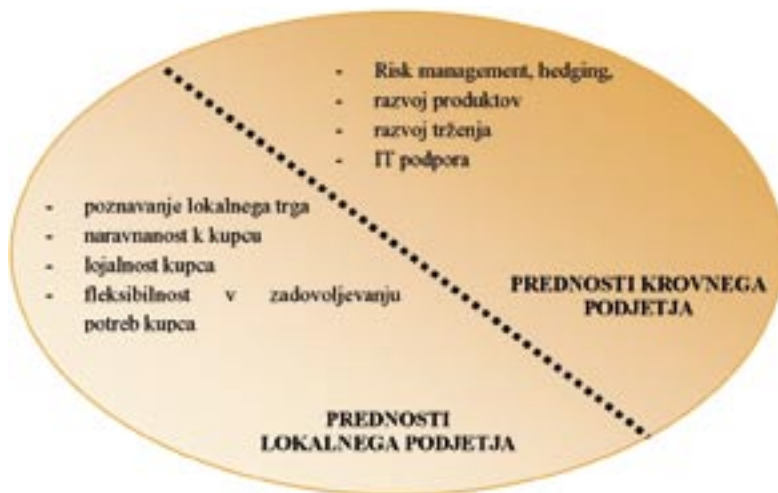 - Risk management, hedging,
- razvoj produktov
- razvoj trženja
- IT podpora
- poznavanje lokalnega trga
- naravnanost k kupcu
- lojalnost kupca
- fleksibilnost v zadovoljevanju
potreb kupca
PREDNOSTI KROVNEGA
PODJETJA
PREDNOSTI
LOKALNEGA PODJETJA